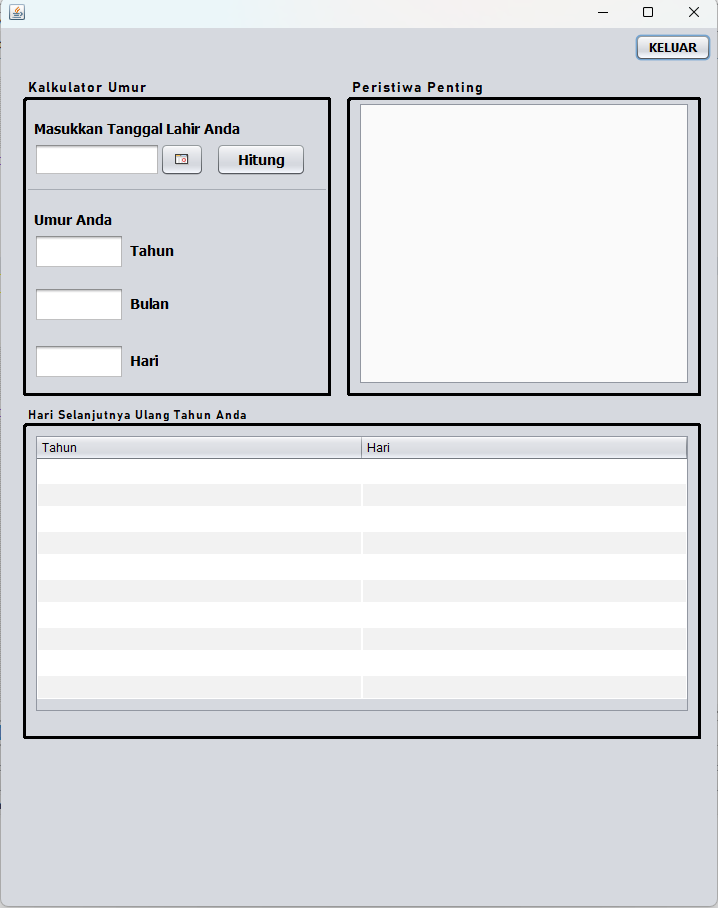 KELUAR
Kalkulator Umur
Masukkan Tanggal Lahir Anda
Hitung
Umur Anda
Tahun
Bulan
Hari
Peristiwa Penting
Hari Selanjutnya Ulang Tahun Anda
Tahun Hari